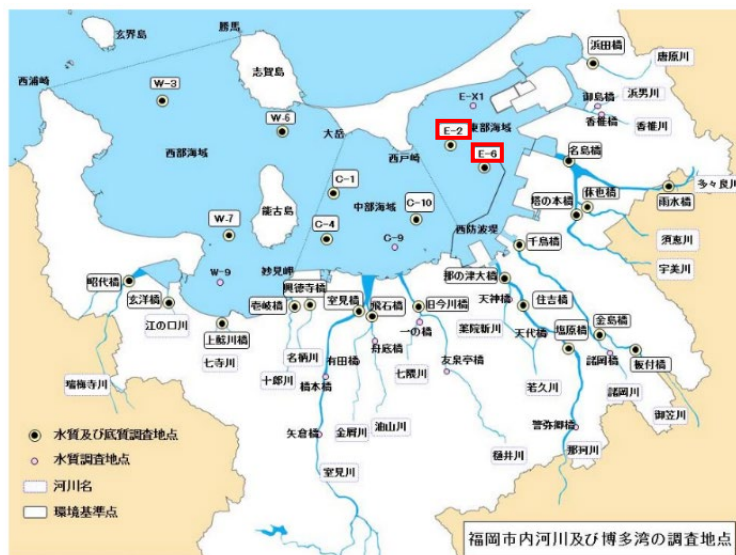 勝馬
玄界島
浜田橋
唐原川
西浦崎
志賀島
W-3
E-X1
御島橋
浜男川
香椎橋
香椎川
W-6
大岳
E-2
東部海域
西部海域
西戸崎
E-6
名島橋
多々良川
C-1
塔の本橋
休也橋
雨水橋
能古島
中部海域
C-10
W-7
C-4
西防波堤
千鳥橋
須恵川
C-9
宇美川
昭代橋
W-9
妙見岬
興徳寺橋
那の津大橋
玄洋橋
壱岐橋
室見橋
飛石橋
旧今川橋
天神橋
住吉橋
江の口川
上鯰川橋
一の橋
薬院新川
天代橋
塩原橋
金島橋
七寺川
名柄川
有田橋
舟底橋
諸岡橋
板付橋
十郎川
橋本橋
七隈川
友泉亭橋
若久川
諸岡川
瑞梅寺川
御笠川
水質及び底質調査地点
矢倉橋
金屑川
油山川
警弥郷橋
水質調査地点
樋井川
那珂川
河川名
室見川
環境基準点
福岡市内河川及び博多湾の調査地点